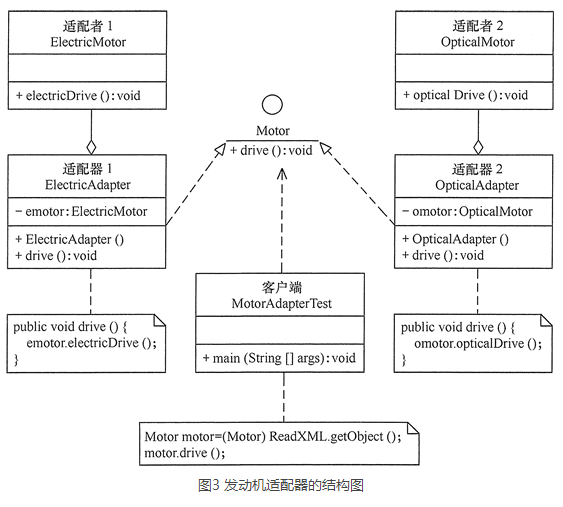 适配者 1
ElectricMotor
+ electricDrive ():void
适配者 2
OpticalMotor
+ optical Drive ():void
Motor
+ drive ():void
适配器 1
ElectricAdapter
− emotor:ElectricMotor
+ ElectricAdapter ()
+ drive ():void
适配器 2
OpticalAdapter
− omotor:OpticalMotor
+ OpticalAdapter ()
+ drive ():void
客户端
MotorAdapterTest
+ main (String [] args):void
public void drive () {
emotor.electricDrive ();
}
public void drive () {
omotor.opticalDrive ();
}
Motor motor=(Motor) ReadXML.getObject ();
motor.drive ();
图3 发动机适配器的结构图